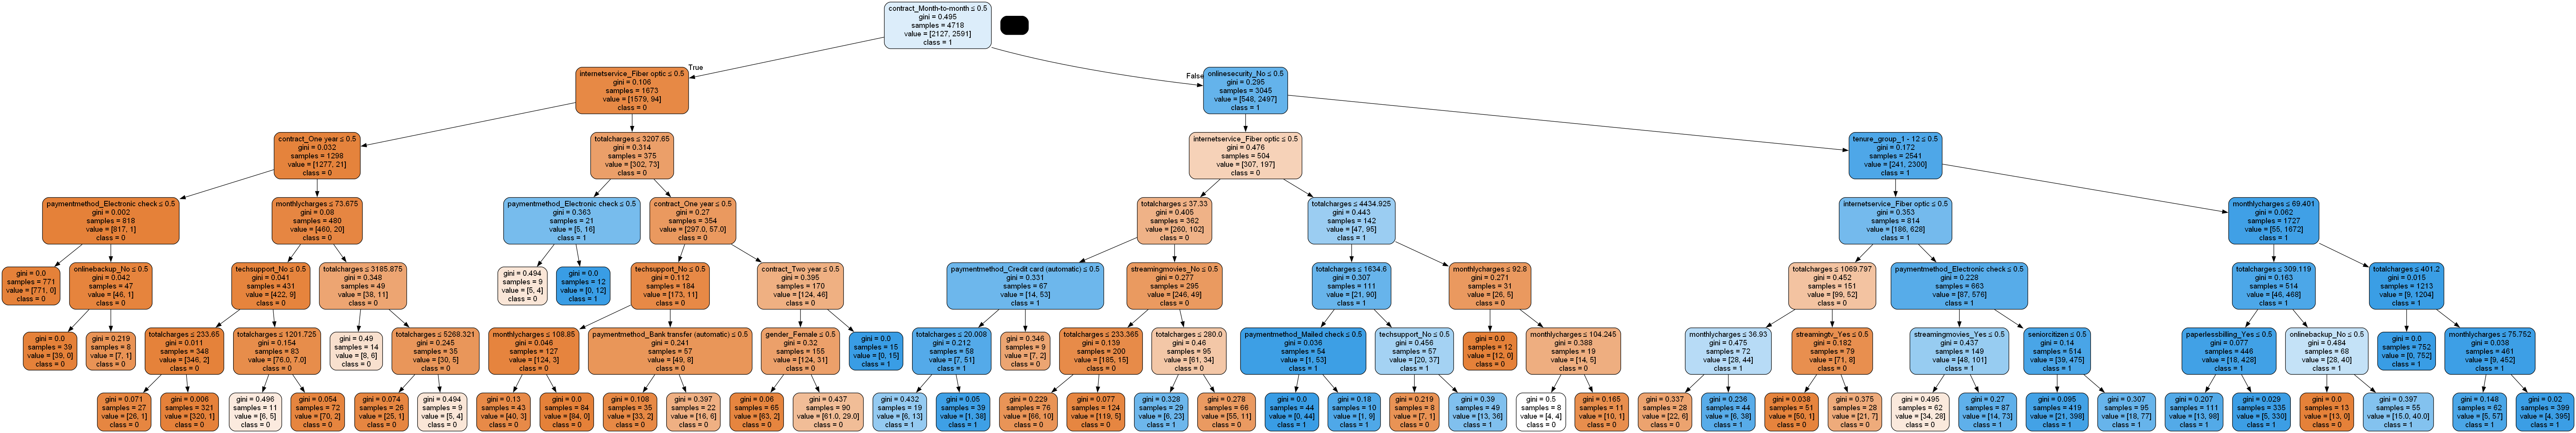 contract_Month-to-month ≤ 0.5
gini = 0.495
samples = 4718
value = [2127, 2591]
class = 1
True
False
internetservice_Fiber optic ≤ 0.5
gini = 0.106
samples = 1673
value = [1579, 94]
class = 0
onlinesecurity_No ≤ 0.5
gini = 0.295
samples = 3045
value = [548, 2497]
class = 1
contract_One year ≤ 0.5
gini = 0.032
samples = 1298
value = [1277, 21]
class = 0
totalcharges ≤ 3207.65
gini = 0.314
samples = 375
value = [302, 73]
class = 0
internetservice_Fiber optic ≤ 0.5
gini = 0.476
samples = 504
value = [307, 197]
class = 0
tenure_group_1 - 12 ≤ 0.5
gini = 0.172
samples = 2541
value = [241, 2300]
class = 1
paymentmethod_Electronic check ≤ 0.5
gini = 0.002
samples = 818
value = [817, 1]
class = 0
monthlycharges ≤ 73.675
gini = 0.08
samples = 480
value = [460, 20]
class = 0
paymentmethod_Electronic check ≤ 0.5
gini = 0.363
samples = 21
value = [5, 16]
class = 1
contract_One year ≤ 0.5
gini = 0.27
samples = 354
value = [297.0, 57.0]
class = 0
totalcharges ≤ 37.33
gini = 0.405
samples = 362
value = [260, 102]
class = 0
totalcharges ≤ 4434.925
gini = 0.443
samples = 142
value = [47, 95]
class = 1
internetservice_Fiber optic ≤ 0.5
gini = 0.353
samples = 814
value = [186, 628]
class = 1
monthlycharges ≤ 69.401
gini = 0.062
samples = 1727
value = [55, 1672]
class = 1
gini = 0.0
samples = 771
value = [771, 0]
class = 0
onlinebackup_No ≤ 0.5
gini = 0.042
samples = 47
value = [46, 1]
class = 0
techsupport_No ≤ 0.5
gini = 0.041
samples = 431
value = [422, 9]
class = 0
totalcharges ≤ 3185.875
gini = 0.348
samples = 49
value = [38, 11]
class = 0
gini = 0.494
samples = 9
value = [5, 4]
class = 0
gini = 0.0
samples = 12
value = [0, 12]
class = 1
techsupport_No ≤ 0.5
gini = 0.112
samples = 184
value = [173, 11]
class = 0
contract_Two year ≤ 0.5
gini = 0.395
samples = 170
value = [124, 46]
class = 0
paymentmethod_Credit card (automatic) ≤ 0.5
gini = 0.331
samples = 67
value = [14, 53]
class = 1
streamingmovies_No ≤ 0.5
gini = 0.277
samples = 295
value = [246, 49]
class = 0
totalcharges ≤ 1634.6
gini = 0.307
samples = 111
value = [21, 90]
class = 1
monthlycharges ≤ 92.8
gini = 0.271
samples = 31
value = [26, 5]
class = 0
totalcharges ≤ 1069.797
gini = 0.452
samples = 151
value = [99, 52]
class = 0
paymentmethod_Electronic check ≤ 0.5
gini = 0.228
samples = 663
value = [87, 576]
class = 1
totalcharges ≤ 309.119
gini = 0.163
samples = 514
value = [46, 468]
class = 1
totalcharges ≤ 401.2
gini = 0.015
samples = 1213
value = [9, 1204]
class = 1
gini = 0.0
samples = 39
value = [39, 0]
class = 0
gini = 0.219
samples = 8
value = [7, 1]
class = 0
totalcharges ≤ 233.65
gini = 0.011
samples = 348
value = [346, 2]
class = 0
totalcharges ≤ 1201.725
gini = 0.154
samples = 83
value = [76.0, 7.0]
class = 0
gini = 0.49
samples = 14
value = [8, 6]
class = 0
totalcharges ≤ 5268.321
gini = 0.245
samples = 35
value = [30, 5]
class = 0
monthlycharges ≤ 108.85
gini = 0.046
samples = 127
value = [124, 3]
class = 0
paymentmethod_Bank transfer (automatic) ≤ 0.5
gini = 0.241
samples = 57
value = [49, 8]
class = 0
gender_Female ≤ 0.5
gini = 0.32
samples = 155
value = [124, 31]
class = 0
gini = 0.0
samples = 15
value = [0, 15]
class = 1
totalcharges ≤ 20.008
gini = 0.212
samples = 58
value = [7, 51]
class = 1
gini = 0.346
samples = 9
value = [7, 2]
class = 0
totalcharges ≤ 233.365
gini = 0.139
samples = 200
value = [185, 15]
class = 0
totalcharges ≤ 280.0
gini = 0.46
samples = 95
value = [61, 34]
class = 0
paymentmethod_Mailed check ≤ 0.5
gini = 0.036
samples = 54
value = [1, 53]
class = 1
techsupport_No ≤ 0.5
gini = 0.456
samples = 57
value = [20, 37]
class = 1
gini = 0.0
samples = 12
value = [12, 0]
class = 0
monthlycharges ≤ 104.245
gini = 0.388
samples = 19
value = [14, 5]
class = 0
monthlycharges ≤ 36.93
gini = 0.475
samples = 72
value = [28, 44]
class = 1
streamingtv_Yes ≤ 0.5
gini = 0.182
samples = 79
value = [71, 8]
class = 0
streamingmovies_Yes ≤ 0.5
gini = 0.437
samples = 149
value = [48, 101]
class = 1
seniorcitizen ≤ 0.5
gini = 0.14
samples = 514
value = [39, 475]
class = 1
paperlessbilling_Yes ≤ 0.5
gini = 0.077
samples = 446
value = [18, 428]
class = 1
onlinebackup_No ≤ 0.5
gini = 0.484
samples = 68
value = [28, 40]
class = 1
gini = 0.0
samples = 752
value = [0, 752]
class = 1
monthlycharges ≤ 75.752
gini = 0.038
samples = 461
value = [9, 452]
class = 1
gini = 0.071
samples = 27
value = [26, 1]
class = 0
gini = 0.006
samples = 321
value = [320, 1]
class = 0
gini = 0.496
samples = 11
value = [6, 5]
class = 0
gini = 0.054
samples = 72
value = [70, 2]
class = 0
gini = 0.074
samples = 26
value = [25, 1]
class = 0
gini = 0.494
samples = 9
value = [5, 4]
class = 0
gini = 0.13
samples = 43
value = [40, 3]
class = 0
gini = 0.0
samples = 84
value = [84, 0]
class = 0
gini = 0.108
samples = 35
value = [33, 2]
class = 0
gini = 0.397
samples = 22
value = [16, 6]
class = 0
gini = 0.06
samples = 65
value = [63, 2]
class = 0
gini = 0.437
samples = 90
value = [61.0, 29.0]
class = 0
gini = 0.432
samples = 19
value = [6, 13]
class = 1
gini = 0.05
samples = 39
value = [1, 38]
class = 1
gini = 0.229
samples = 76
value = [66, 10]
class = 0
gini = 0.077
samples = 124
value = [119, 5]
class = 0
gini = 0.328
samples = 29
value = [6, 23]
class = 1
gini = 0.278
samples = 66
value = [55, 11]
class = 0
gini = 0.0
samples = 44
value = [0, 44]
class = 1
gini = 0.18
samples = 10
value = [1, 9]
class = 1
gini = 0.219
samples = 8
value = [7, 1]
class = 0
gini = 0.39
samples = 49
value = [13, 36]
class = 1
gini = 0.5
samples = 8
value = [4, 4]
class = 0
gini = 0.165
samples = 11
value = [10, 1]
class = 0
gini = 0.337
samples = 28
value = [22, 6]
class = 0
gini = 0.236
samples = 44
value = [6, 38]
class = 1
gini = 0.038
samples = 51
value = [50, 1]
class = 0
gini = 0.375
samples = 28
value = [21, 7]
class = 0
gini = 0.495
samples = 62
value = [34, 28]
class = 0
gini = 0.27
samples = 87
value = [14, 73]
class = 1
gini = 0.095
samples = 419
value = [21, 398]
class = 1
gini = 0.307
samples = 95
value = [18, 77]
class = 1
gini = 0.207
samples = 111
value = [13, 98]
class = 1
gini = 0.029
samples = 335
value = [5, 330]
class = 1
gini = 0.0
samples = 13
value = [13, 0]
class = 0
gini = 0.397
samples = 55
value = [15.0, 40.0]
class = 1
gini = 0.148
samples = 62
value = [5, 57]
class = 1
gini = 0.02
samples = 399
value = [4, 395]
class = 1